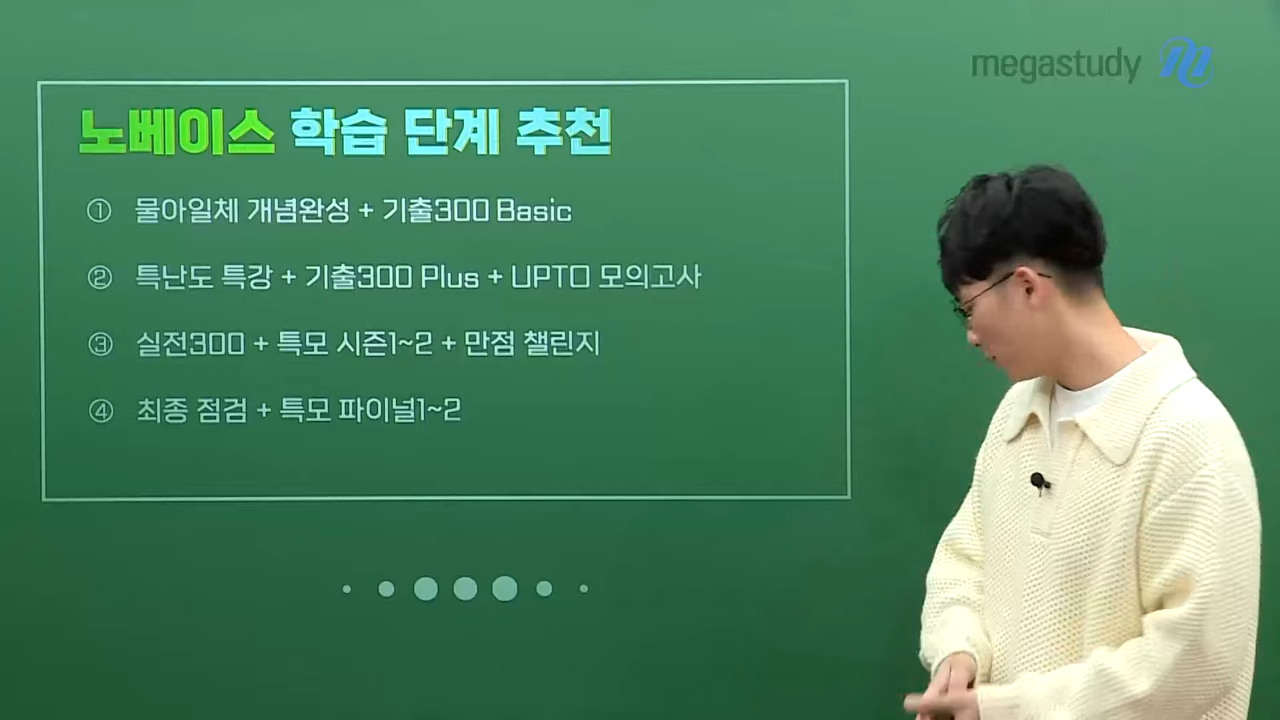 megastudy
노베이스 학습 단계 추천
① 물아일체 개념완성 + 기출300 Basic
② 특난도 특강 + 기출300 Plus + UPTO 모의고사
③ 실전300 + 특모 시즌1~2 + 만점 챌린지
④ 최종 점검 + 특모 파이널1~2